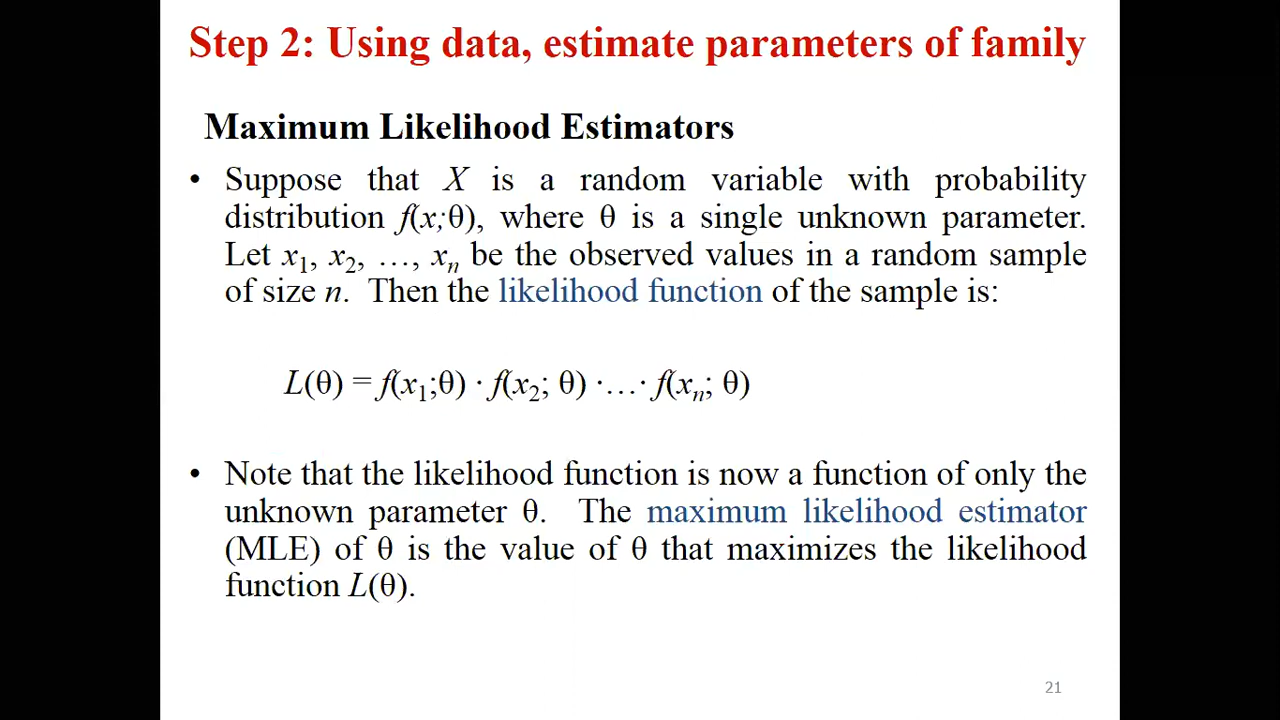 Step 2: Using data, estimate parameters of family
Maximum Likelihood Estimators
• Suppose that X is a random variable with probability
distribution f(x;θ), where θ is a single unknown parameter.
Let x₁, x₂, …, xₙ be the observed values in a random sample
of size n. Then the likelihood function of the sample is:
L(θ) = f(x₁;θ) · f(x₂; θ) ·…· f(xₙ; θ)
• Note that the likelihood function is now a function of only the
unknown parameter θ. The maximum likelihood estimator
(MLE) of θ is the value of θ that maximizes the likelihood
function L(θ).
21